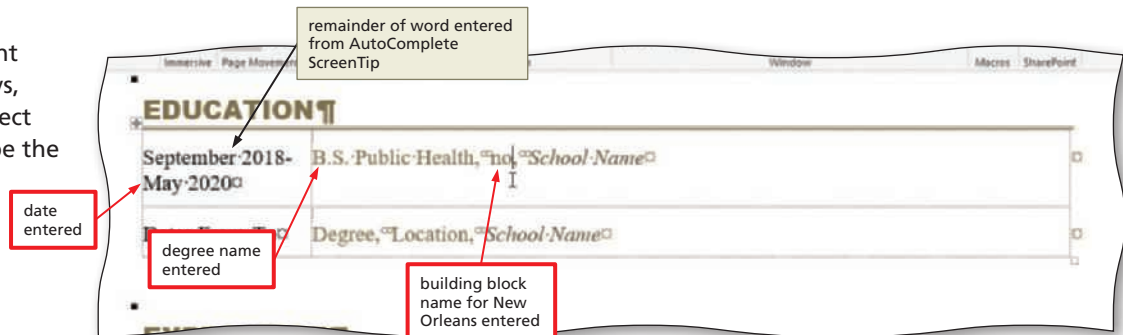 nt
remainder of word entered
from AutoComplete
ScreenTip
Immersive Page Movement Window Macros SharePoint
vs,
ect
be the
EDUCATION¶
September·2018-
May·2020¤
B.S.·Public·Health,·no,·School·Name¤
date
entered
degree name
entered
Degree,·Location,·School·Name¤
building block
name for New
Orleans entered